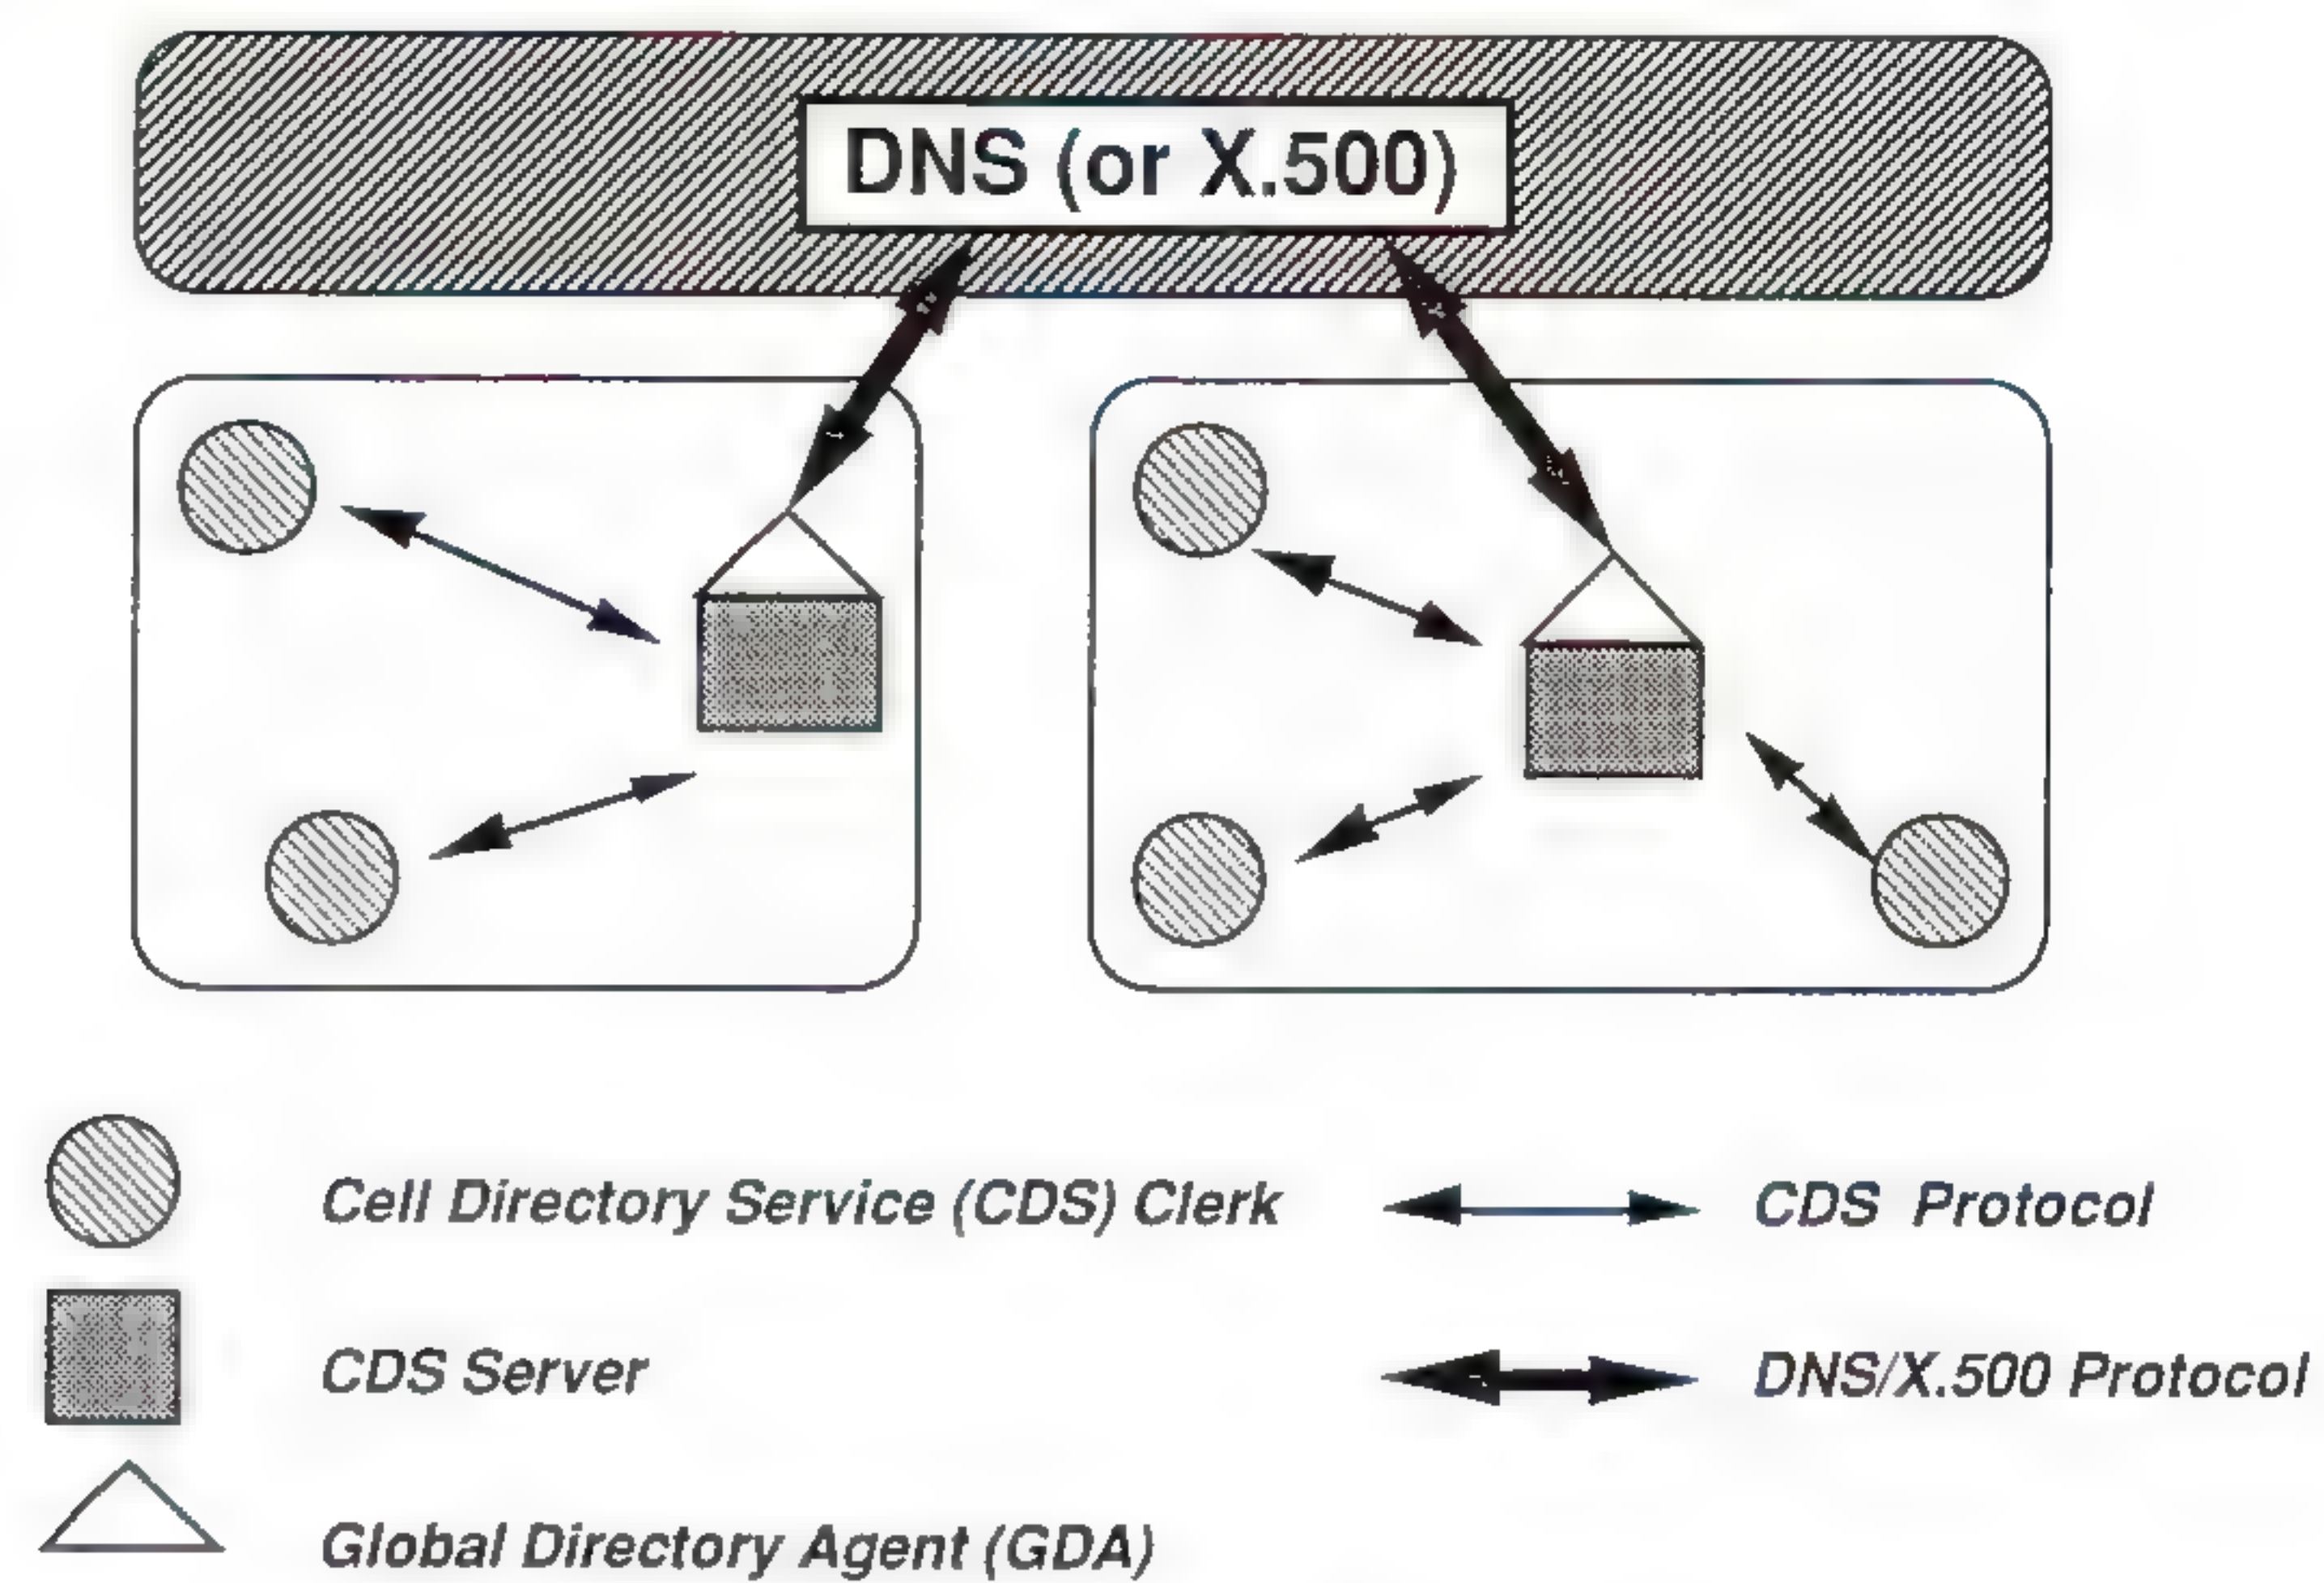 DNS (or X.500)
Cell Directory Service (CDS) Clerk
CDS Protocol
CDS Server
DNS/X.500 Protocol
Global Directory Agent (GDA)